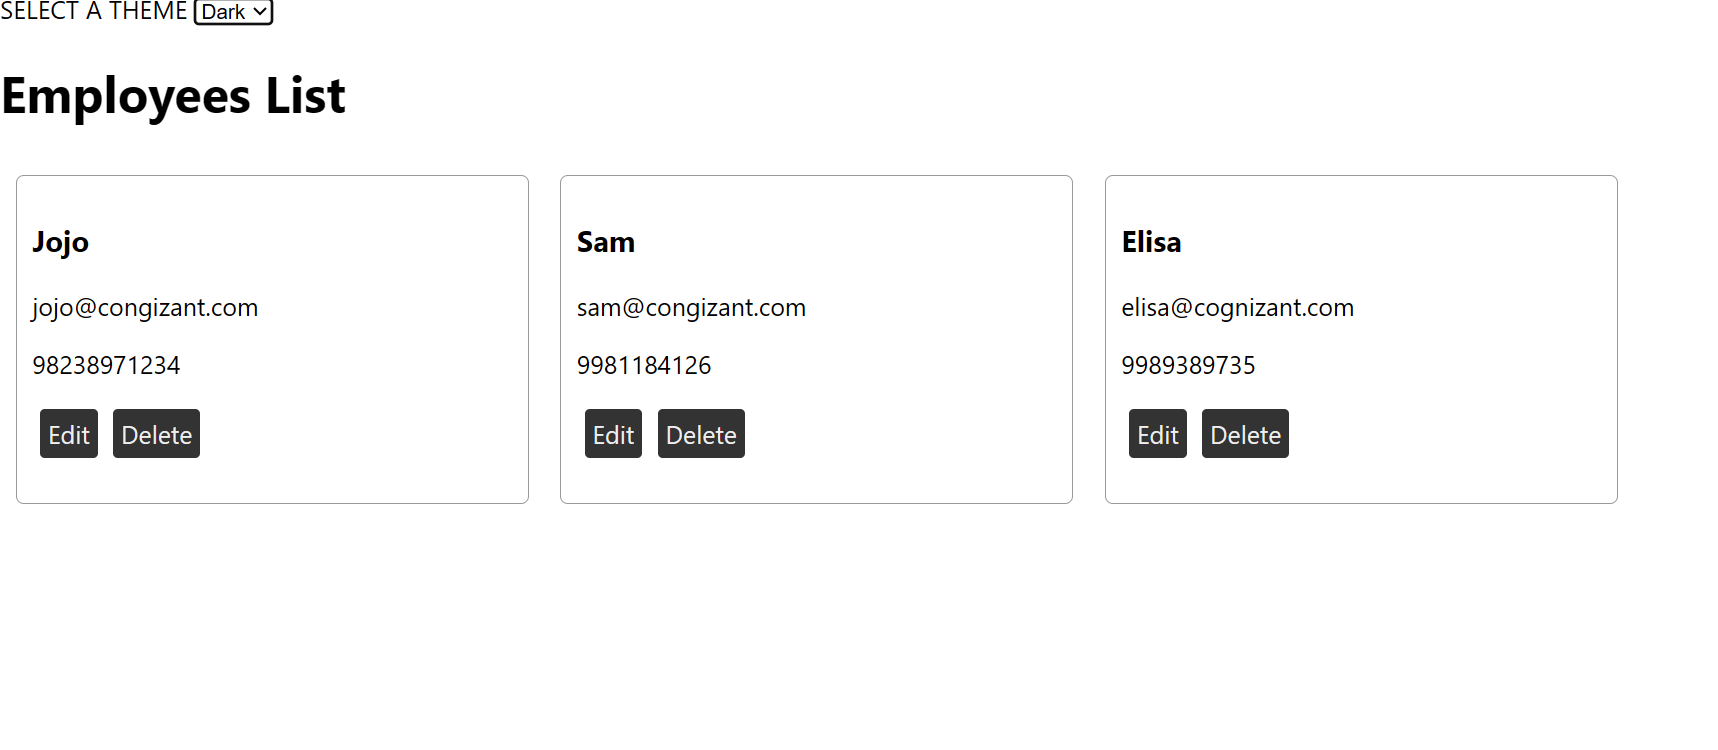 SELECT A THEME Dark
Employees List
Jojo
jojo@congizant.com
98238971234
Edit Delete
Sam
sam@congizant.com
9981184126
Edit Delete
Elisa
elisa@cognizant.com
9989389735
Edit Delete